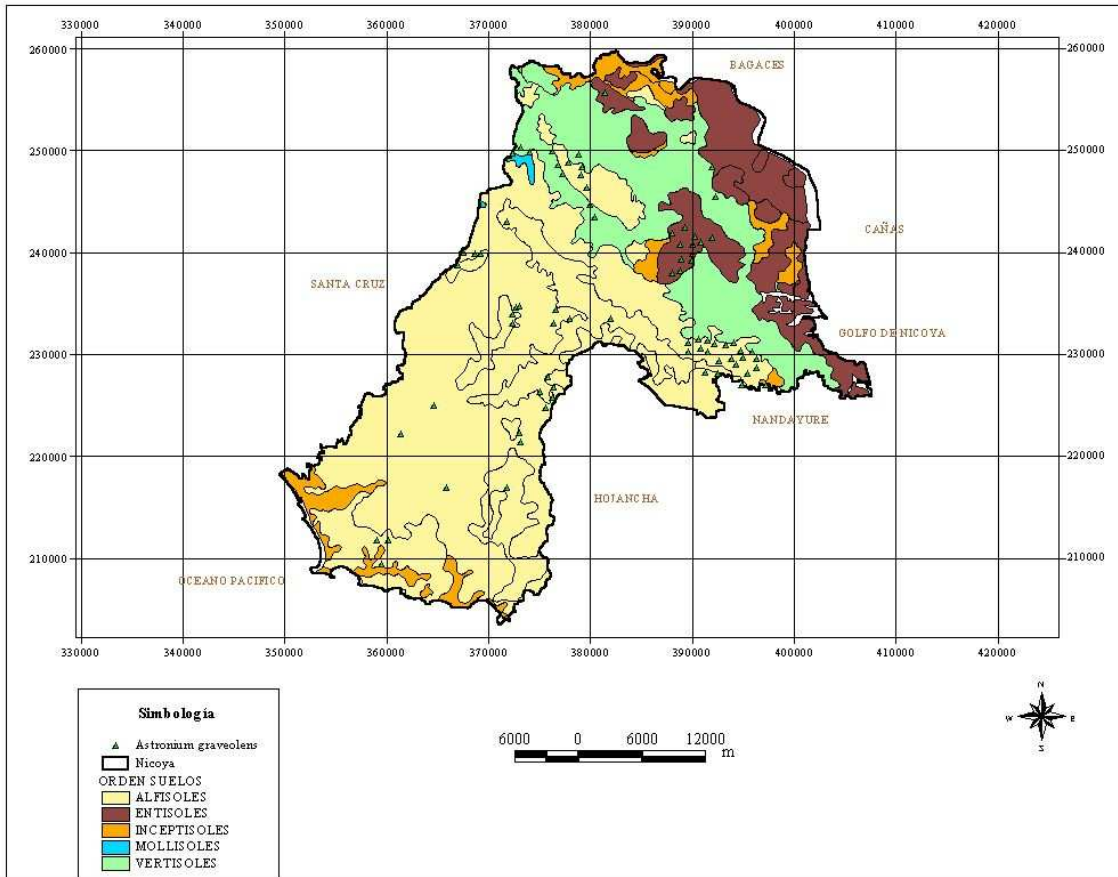 330000 340000 350000 360000 370000 380000 390000 400000 410000 420000
260000 260000
BAGACES
250000 250000
CAÑAS
240000 240000
SANTA CRUZ
GOLFO DE NICOYA
230000 230000
NANDAYURE
220000 220000
HOJANCHA
210000 210000
OCEANO PACIFICO
330000 340000 350000 360000 370000 380000 390000 400000 410000 420000
Simbología
Astronium graveolens
Nicoya
ORDEN SUELOS
ALFISOLES
ENTISOLES
INCEPTISOLES
MOLLISOLES
VERTISOLES
6000 0 6000 12000
m
N
W E
S